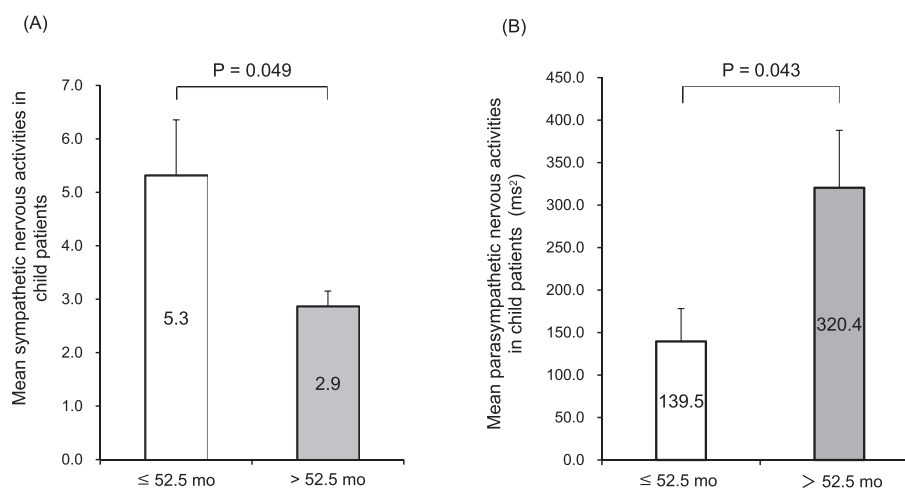 (A)
P = 0.049
Mean sympathetic nervous activities in
child patients
7.0
6.0
5.0
4.0
3.0
2.0
1.0
0.0
5.3
2.9
≤ 52.5 mo
> 52.5 mo
(B)
P = 0.043
Mean parasympathetic nervous activities
in child patients (ms²)
450.0
400.0
350.0
300.0
250.0
200.0
150.0
100.0
50.0
0.0
139.5
320.4
≤ 52.5 mo
> 52.5 mo